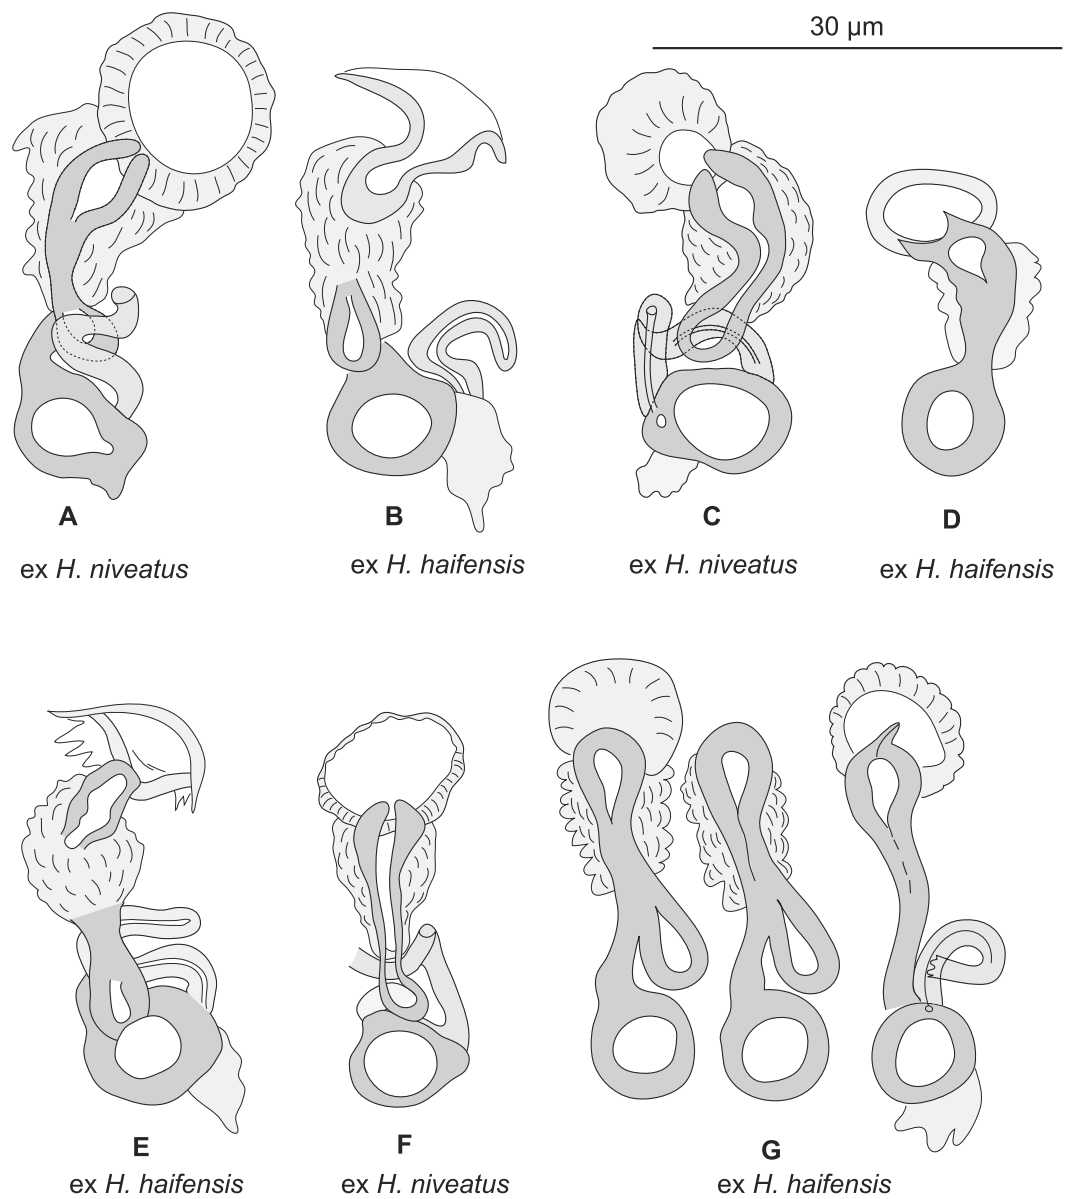 30 µm
A
B
C
D
ex H. niveatus
ex H. haifensis
ex H. niveatus
ex H. haifensis
E
F
G
ex H. haifensis
ex H. niveatus
ex H. haifensis